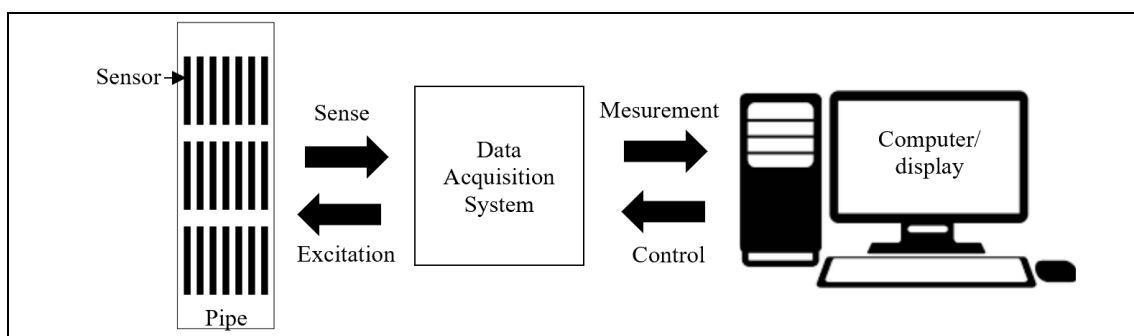 Sensor
Pipe
Sense
Excitation
Data
Acquisition
System
Mesurement
Control
Computer/
display